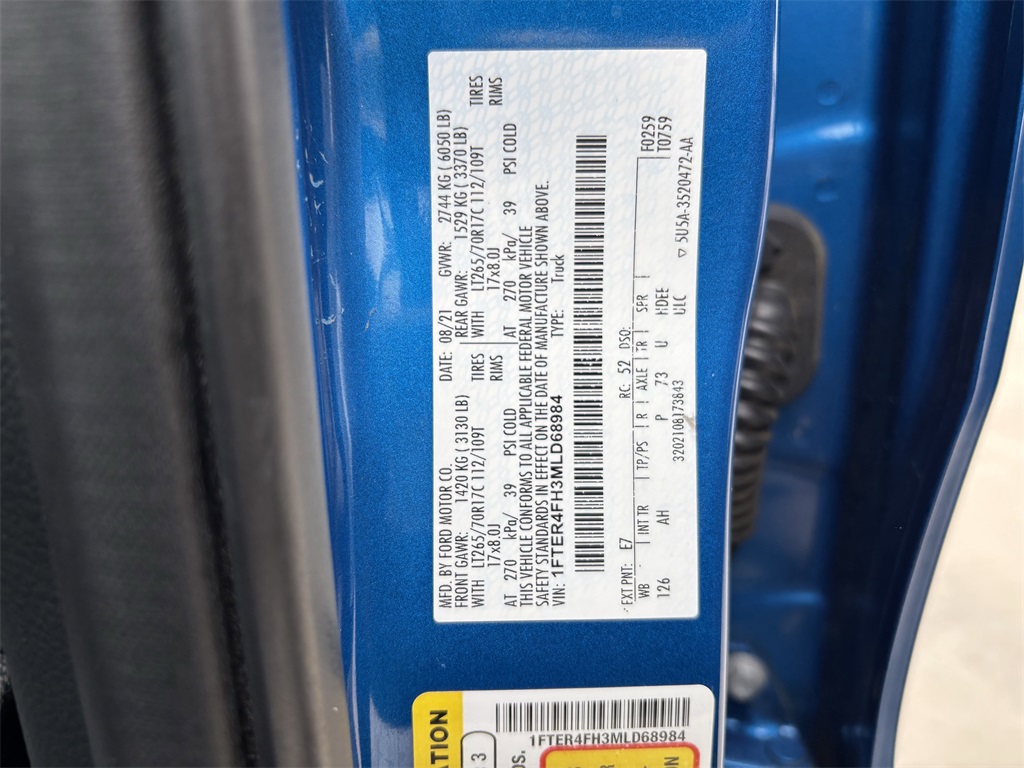 MFD. BY FORD MOTOR CO. DATE: 08/21 GVWR: 2744 KG ( 6050 LB)
FRONT GAWR: 1420 KG ( 3130 LB) REAR GAWR: 1529 KG ( 3370 LB)
WITH LT265/70R17C 112/109T TIRES WITH LT265/70R17C 112/109T TIRES
17x8.0J RIMS 17x8.0J RIMS
AT 270 kPa/ 39 PSI COLD AT 270 kPa/ 39 PSI COLD
THIS VEHICLE CONFORMS TO ALL APPLICABLE FEDERAL MOTOR VEHICLE
SAFETY STANDARDS IN EFFECT ON THE DATE OF MANUFACTURE SHOWN ABOVE.
VIN: 1FTER4FH3MLD68984 TYPE: Truck
EXT PNT: E7 RC: 52 DSO: F0259
WB INT TR TP/PS R AXLE TR SPR T0759
126 AH P 73 U HDEE
3202108173843 ULC ▽ 5U5A-3520472-AA
ATION
: 3
OS.
1FTER4FH3MLD68984